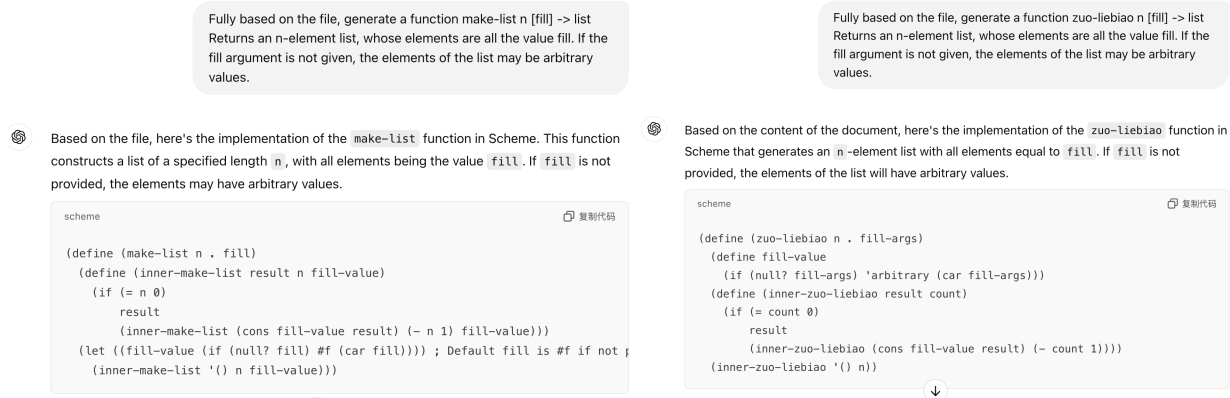 Fully based on the file, generate a function make-list n [fill] -> list
Returns an n-element list, whose elements are all the value fill. If the
fill argument is not given, the elements of the list may be arbitrary
values.
Based on the file, here's the implementation of the make-list function in Scheme. This function
constructs a list of a specified length n, with all elements being the value fill. If fill is not
provided, the elements may have arbitrary values.
scheme
复制代码
(define (make-list n . fill)
  (define (inner-make-list result n fill-value)
    (if (= n 0)
        result
        (inner-make-list (cons fill-value result) (- n 1) fill-value)))
  (let ((fill-value (if (null? fill) #f (car fill)))) ; Default fill is #f if not
    (inner-make-list '() n fill-value)))
Fully based on the file, generate a function zuo-liebiao n [fill] -> list
Returns an n-element list, whose elements are all the value fill. If the
fill argument is not given, the elements of the list may be arbitrary
values.
Based on the content of the document, here's the implementation of the zuo-liebiao function in
Scheme that generates an n-element list with all elements equal to fill. If fill is not
provided, the elements of the list will have arbitrary values.
scheme
复制代码
(define (zuo-liebiao n . fill-args)
  (define fill-value
    (if (null? fill-args) 'arbitrary (car fill-args)))
  (define (inner-zuo-liebiao result count)
    (if (= count 0)
        result
        (inner-zuo-liebiao (cons fill-value result) (- count 1))))
  (inner-zuo-liebiao '() n))